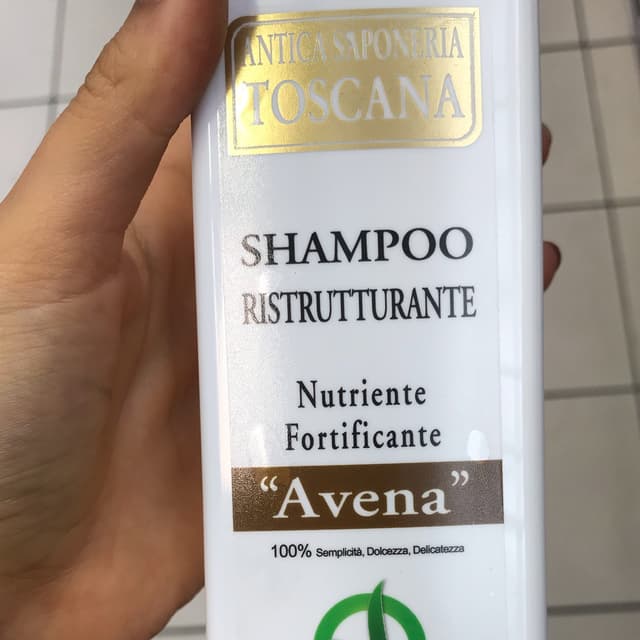 ANTICA SAPONERIA
TOSCANA
SHAMPOO
RISTRUTTURANTE
Nutriente
Fortificante
“Avena”
100% Semplicità, Dolcezza, Delicatezza